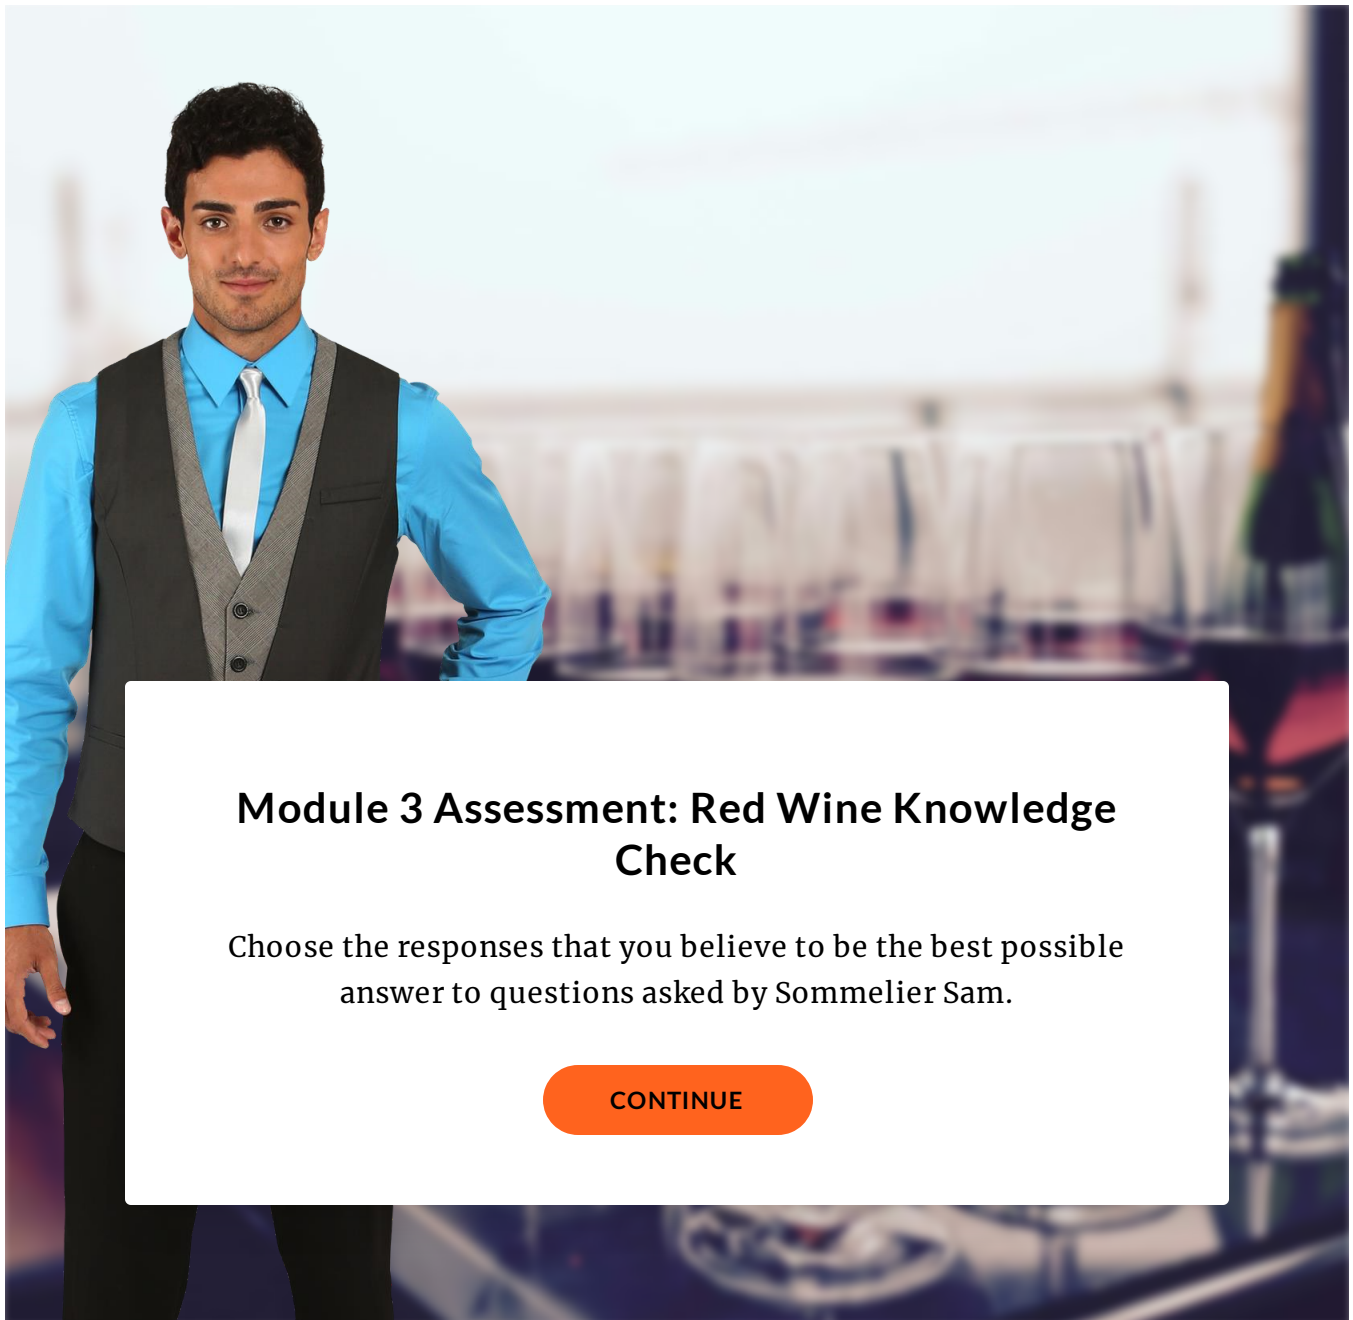 Module 3 Assessment: Red Wine Knowledge
Check
Choose the responses that you believe to be the best possible
answer to questions asked by Sommelier Sam.
CONTINUE